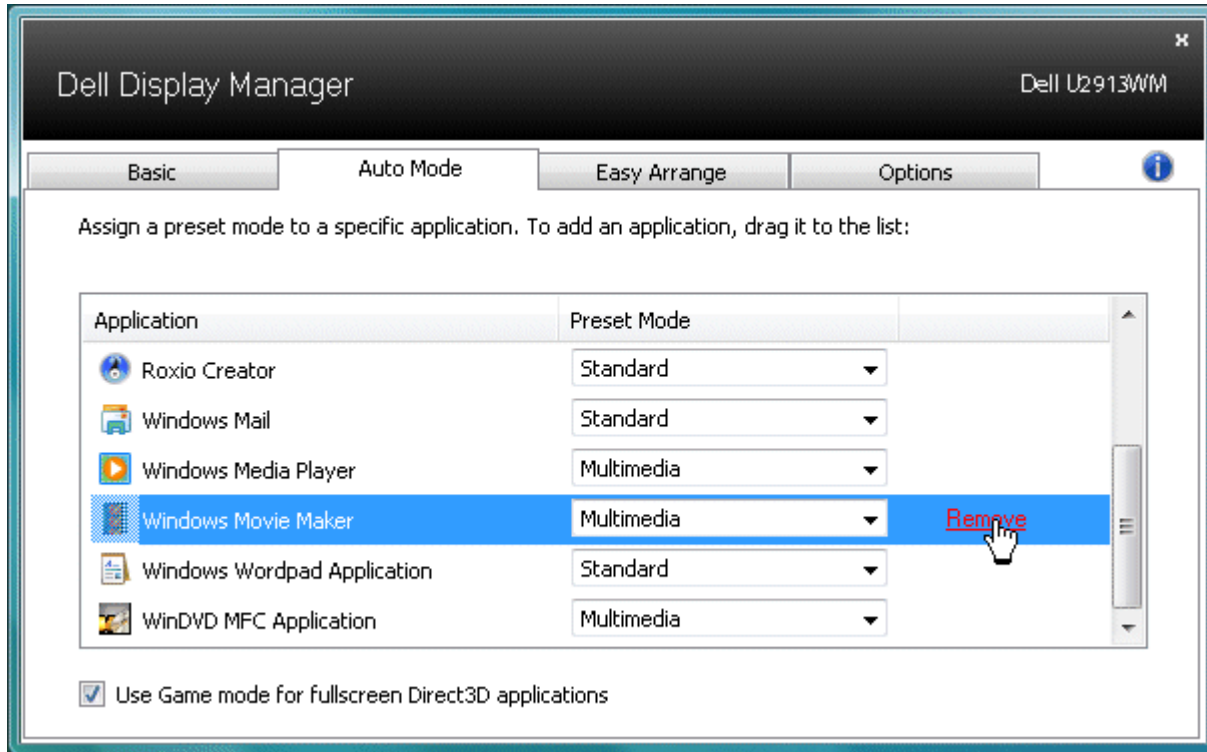 Dell Display Manager
Dell U2913WM
Basic Auto Mode Easy Arrange Options
Assign a preset mode to a specific application. To add an application, drag it to the list:
Application Preset Mode
Roxio Creator Standard
Windows Mail Standard
Windows Media Player Multimedia
Windows Movie Maker Multimedia Remove
Windows Wordpad Application Standard
WinDVD MFC Application Multimedia
Use Game mode for fullscreen Direct3D applications